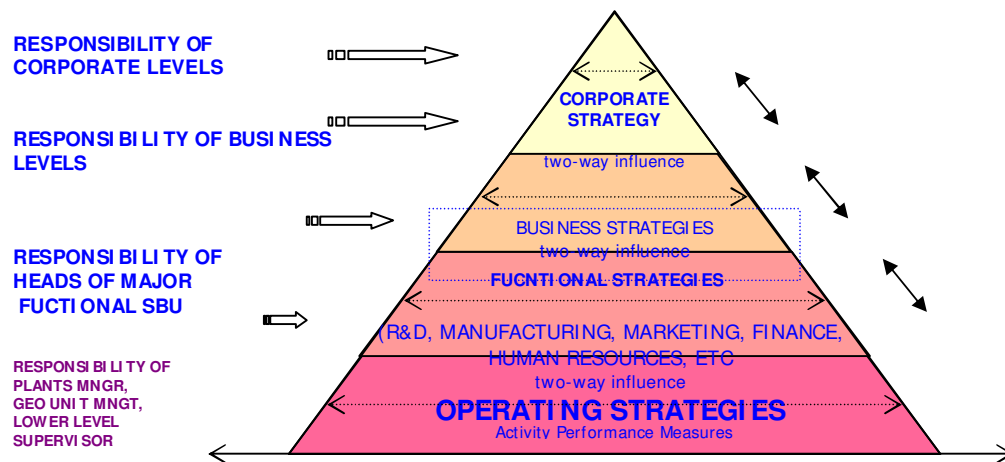 RESPONSIBILITY OF
CORPORATE LEVELS
RESPONSIBILITY OF BUSINESS
LEVELS
RESPONSIBILITY OF
HEADS OF MAJOR
FUCTIONAL SBU
RESPONSIBILITY OF
PLANTS MNGR,
GEO UNIT MNGT,
LOWER LEVEL
SUPERVISOR
CORPORATE
STRATEGY
two-way influence
BUSINESS STRATEGIES
two-way influence
FUCNTIONAL STRATEGIES
(R&D, MANUFACTURING, MARKETING, FINANCE,
HUMAN RESOURCES, ETC
two-way influence
OPERATING STRATEGIES
Activity Performance Measures